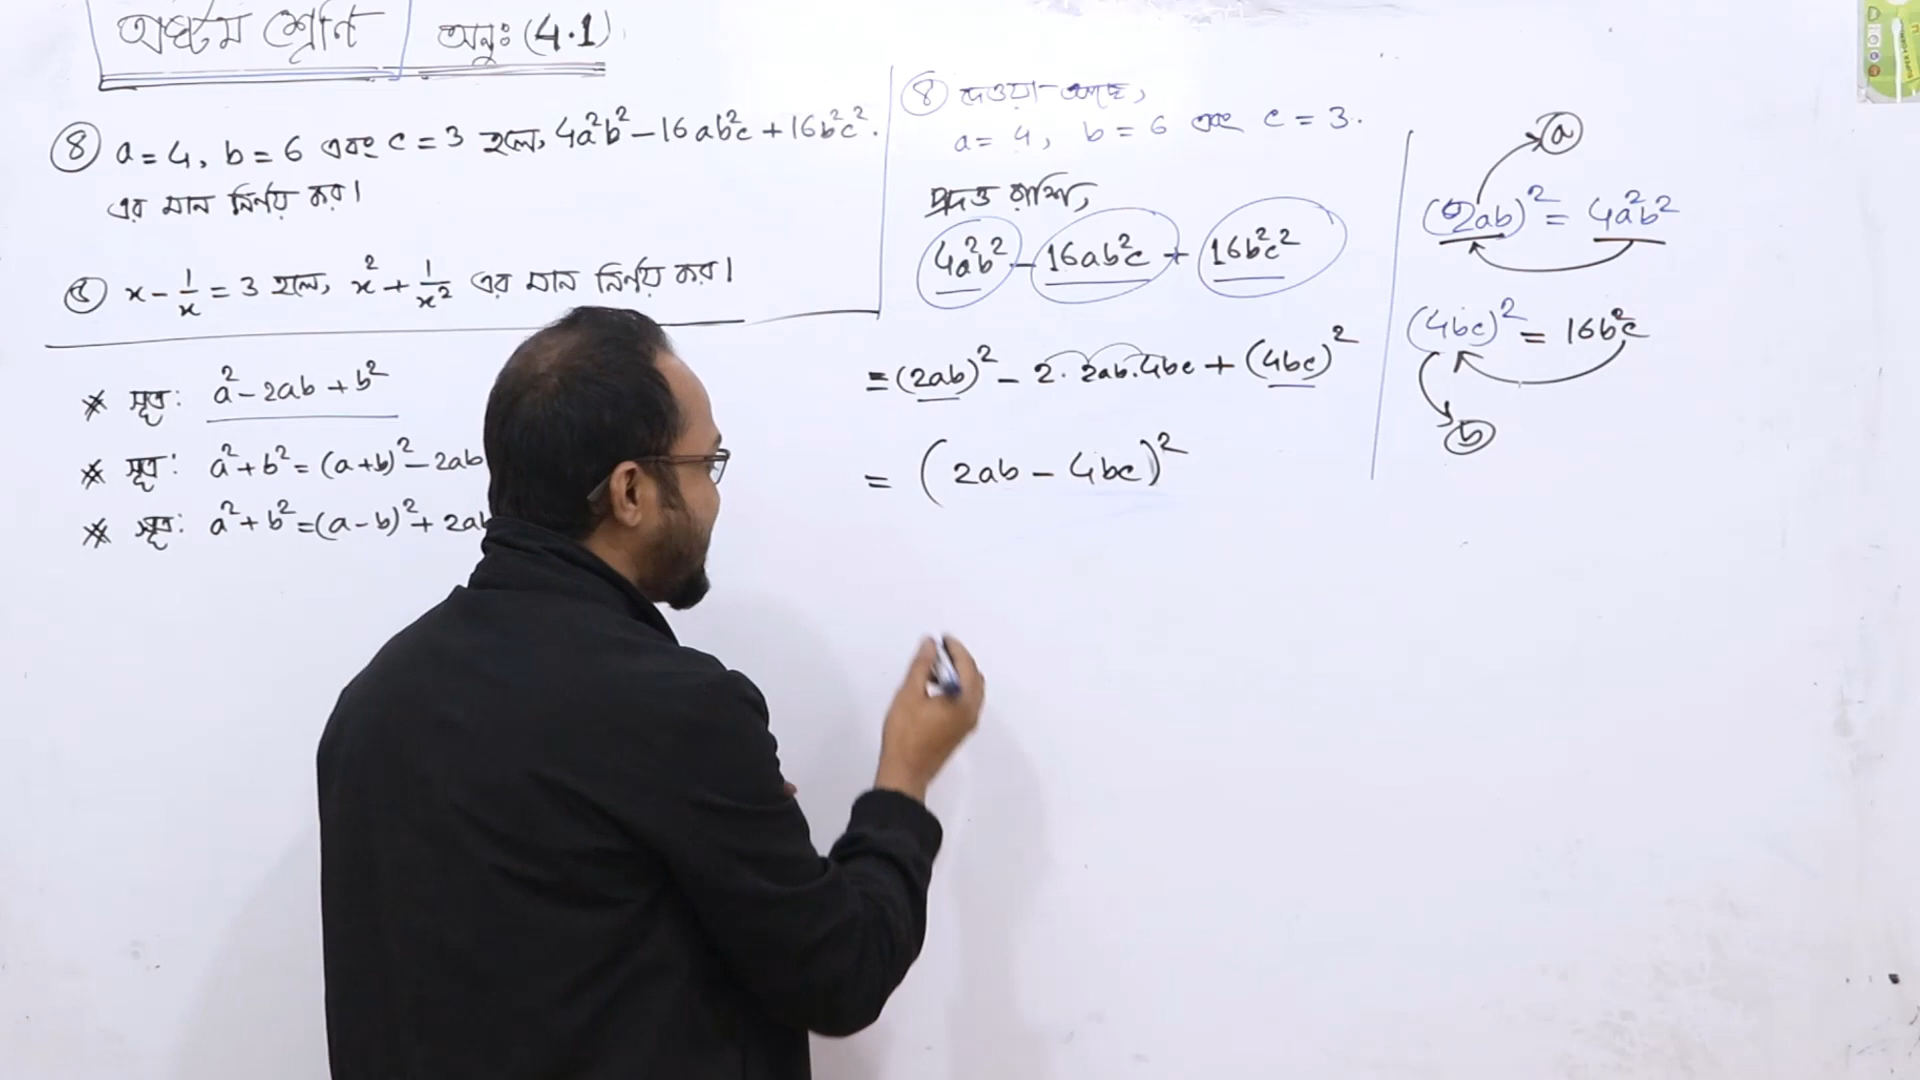 অষ্টম শ্রেণি অনুঃ (4.1)
⑧ a = 4, b = 6 এবং c = 3 হলে, 4a²b² − 16ab²c + 16b²c².
এর মান নির্ণয় কর।
x − 1/x = 3 হলে, x² + 1/x² এর মান নির্ণয় কর।
* সূত্র: a² − 2ab + b²
* সূত্র: a² + b² = (a + b)² − 2ab
* সূত্র: a² + b² = (a − b)² + 2ab
⑧ দেওয়া আছে,
a = 4, b = 6 এবং c = 3.
প্রদত্ত রাশি,
4a²b² − 16ab²c + 16b²c²
= (2ab)² − 2. 2ab.4bc + (4bc)²
= (2ab − 4bc)²
ⓐ
(2ab)² = 4a²b²
(4bc)² = 16b²c²
ⓑ